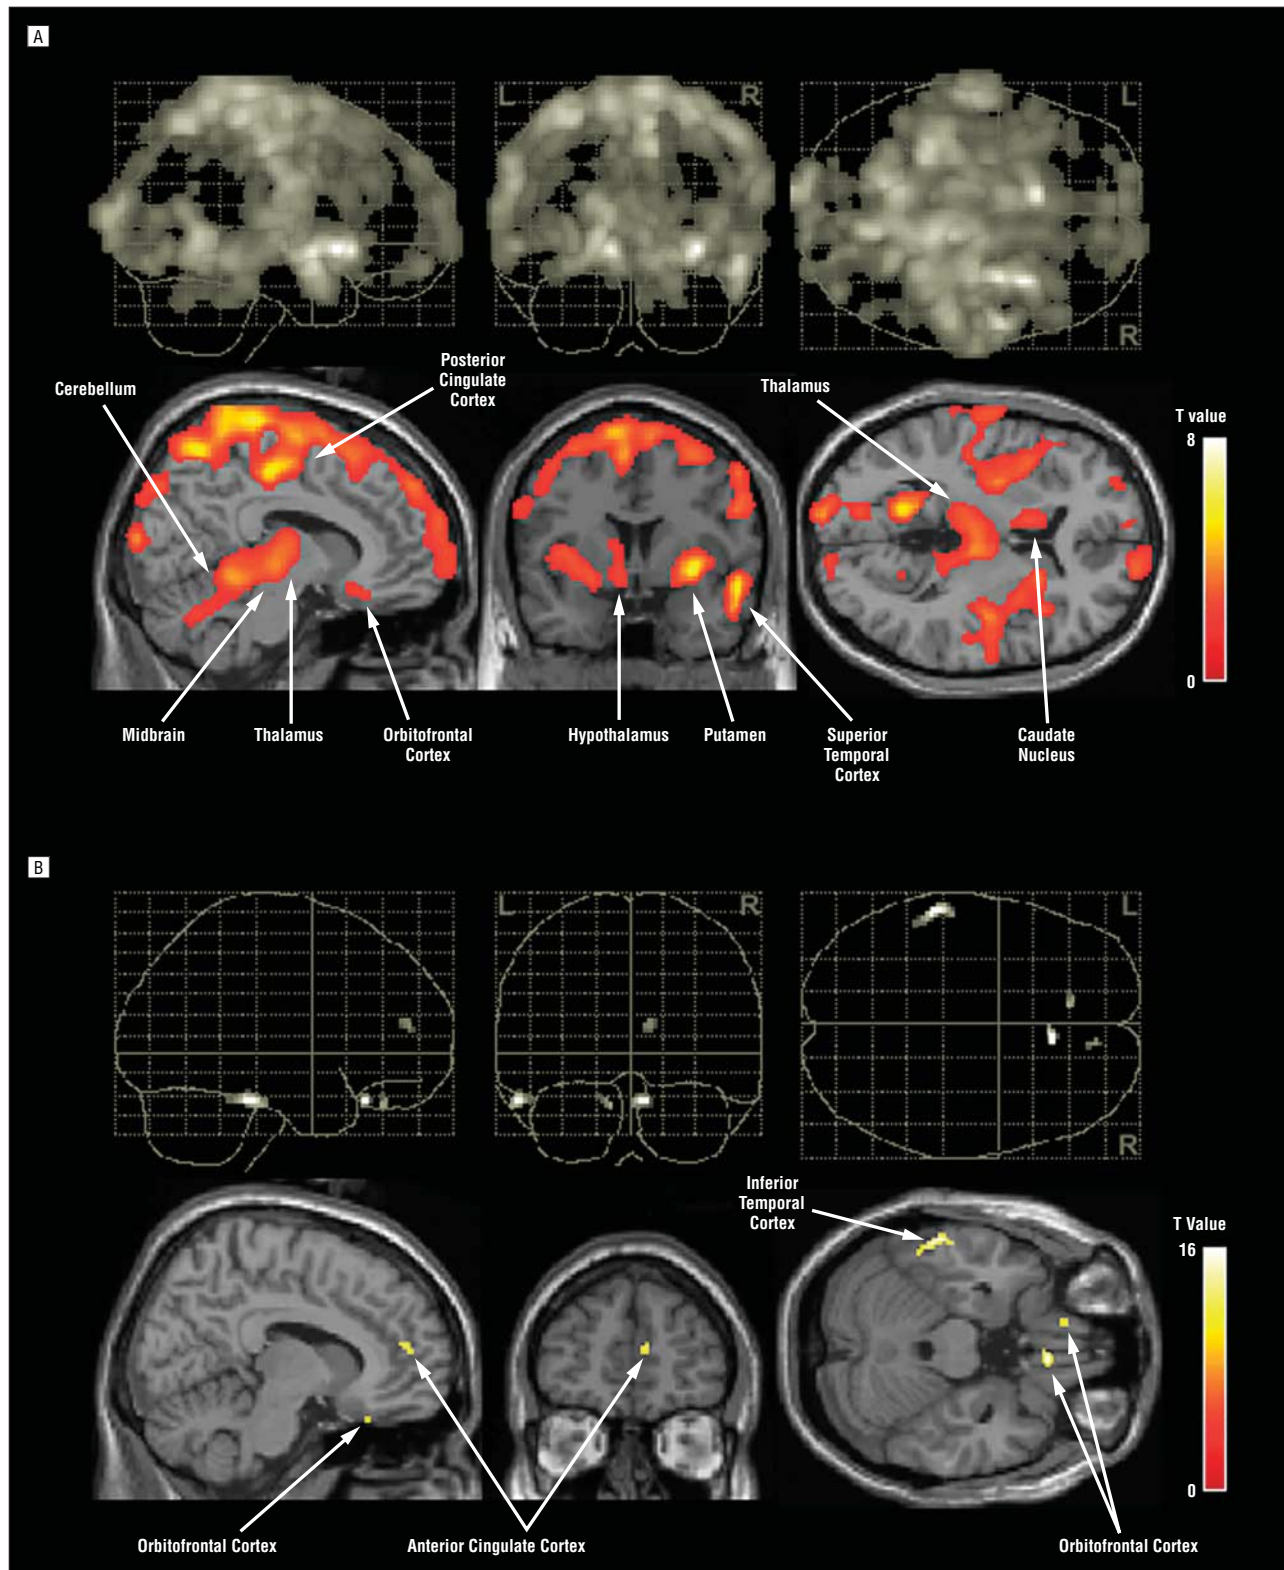 A
L
R
L
R
Cerebellum
Posterior
Cingulate
Cortex
Thalamus
T value
8
0
Midbrain
Thalamus
Orbitofrontal
Cortex
Hypothalamus
Putamen
Superior
Temporal
Cortex
Caudate
Nucleus
B
L
R
L
R
Inferior
Temporal
Cortex
T Value
16
0
Orbitofrontal Cortex
Anterior Cingulate Cortex
Orbitofrontal Cortex